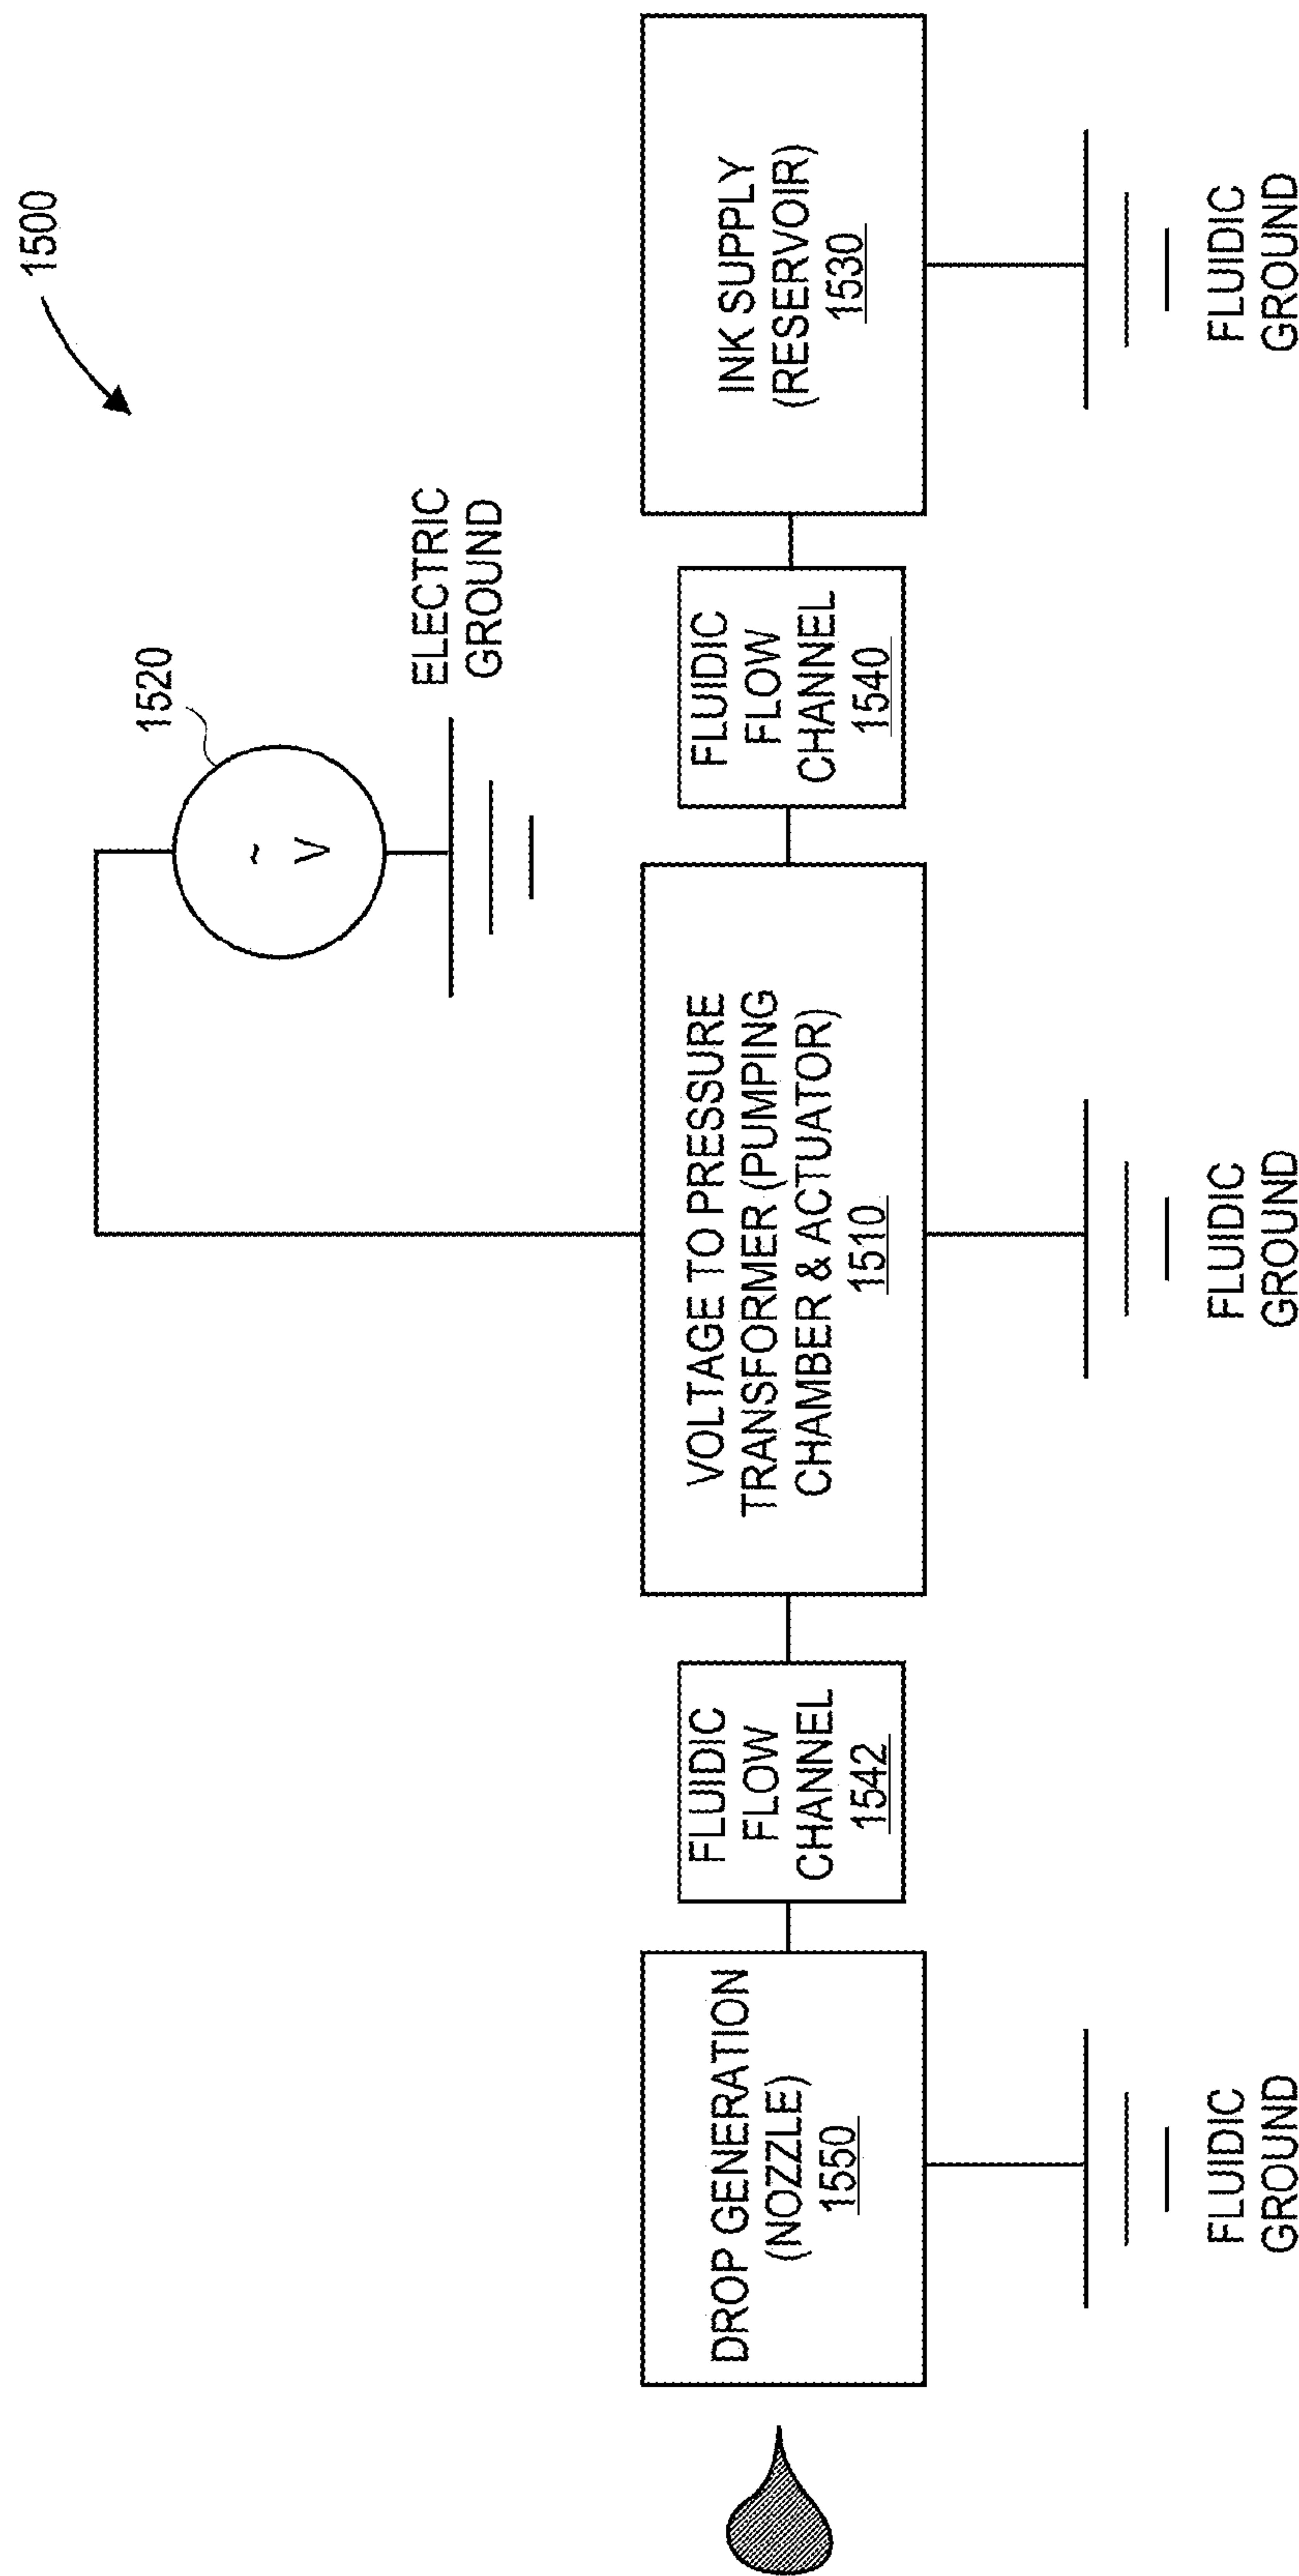 1500
1520
ELECTRIC
GROUND
DROP GENERATION
(NOZZLE)
1550
FLUIDIC
FLOW
CHANNEL
1542
VOLTAGE TO PRESSURE
TRANSFORMER (PUMPING
CHAMBER & ACTUATOR)
1510
FLUIDIC
FLOW
CHANNEL
1540
INK SUPPLY
(RESERVOIR)
1530
~
V
FLUIDIC
GROUND
FLUIDIC
GROUND
FLUIDIC
GROUND